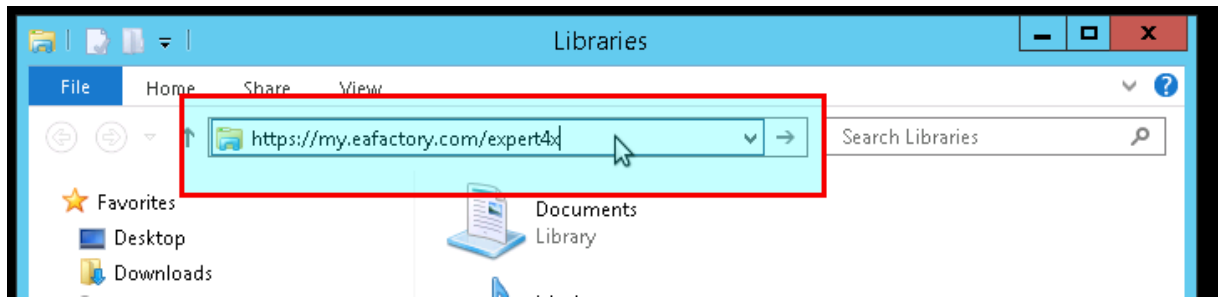 Libraries
File Home Share View
https://my.eafactory.com/expert4x Search Libraries
Favorites
Desktop
Downloads
Documents
Library